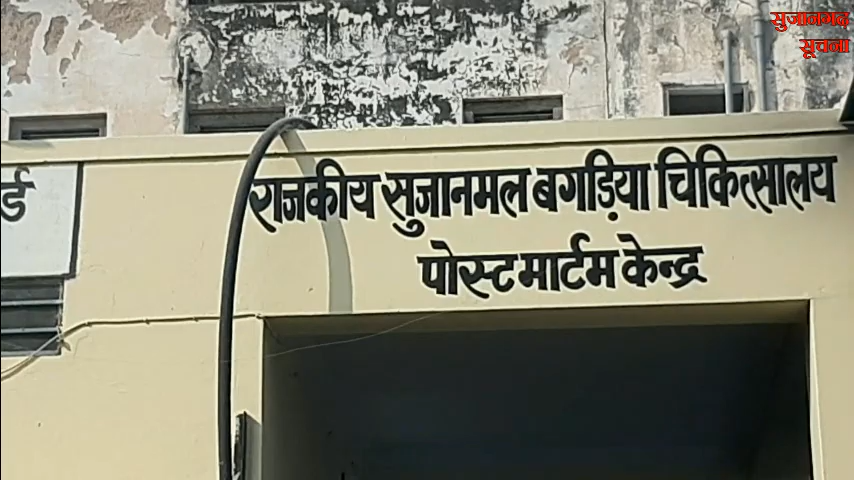 सुजानगढ़
सूचना
राजकीय सुजानमल बगड़िया चिकित्सालय
पोस्टमार्टम केन्द्र
र्ड